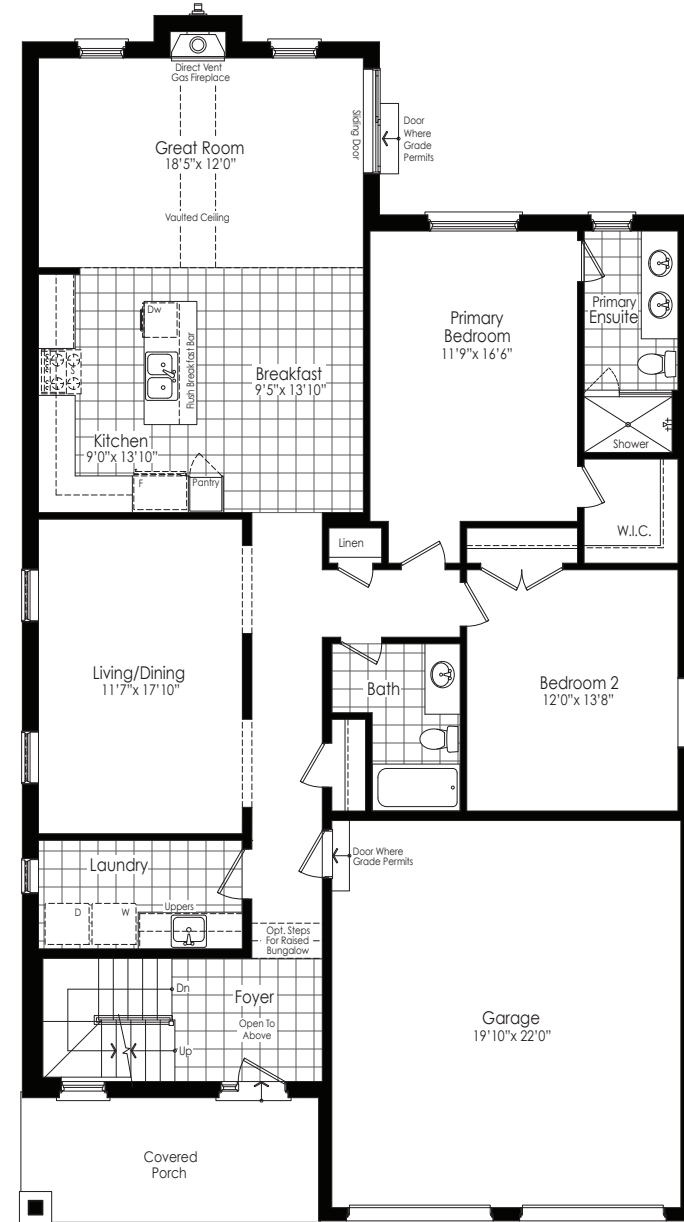 Direct Vent
Gas Fireplace
Great Room
18'5"x 12'0"
Sliding Door
Door
Where
Grade
Permits
Vaulted Ceiling
Dw
Flush Breakfast Bar
Breakfast
9'5"x 13'10"
Kitchen
9'0"x 13'10"
F
Pantry
Primary
Bedroom
11'9"x 16'6"
Primary
Ensuite
Shower
W.I.C.
Linen
Living/Dining
11'7"x 17'10"
Bath
Bedroom 2
12'0"x 13'8"
Laundry
D
W
Uppers
Door Where
Grade Permits
Opt. Steps
For Raised
Bungalow
Dn
Foyer
Open To
Above
Up
Garage
19'10"x 22'0"
Covered
Porch